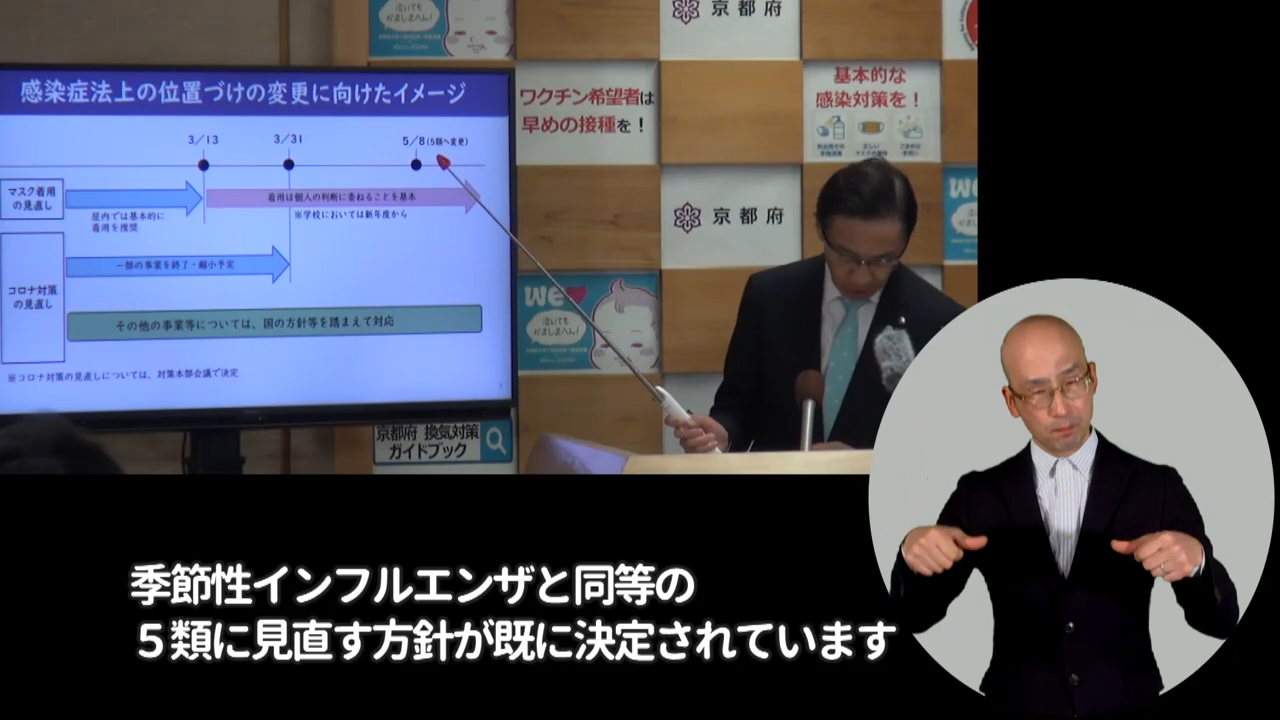 京都府
泣いても
かましまへん!
ワクチン希望者は
早めの接種を!
基本的な
感染対策を!
京都府
WE
泣いても
かましまへん!
WE
京都府 換気対策
ガイドブック
感染症法上の位置づけの変更に向けたイメージ
3/13
3/31
5/8(5類へ変更)
マスク着用
の見直し
着用は個人の判断に委ねることを基本
屋内では基本的に
着用を推奨
※学校においては新年度から
コロナ対策
の見直し
一部の事業を終了・縮小予定
その他の事業等については、国の方針等を踏まえて対応
※コロナ対策の見直しについては、対策本部会議で決定
季節性インフルエンザと同等の
5類に見直す方針が既に決定されています